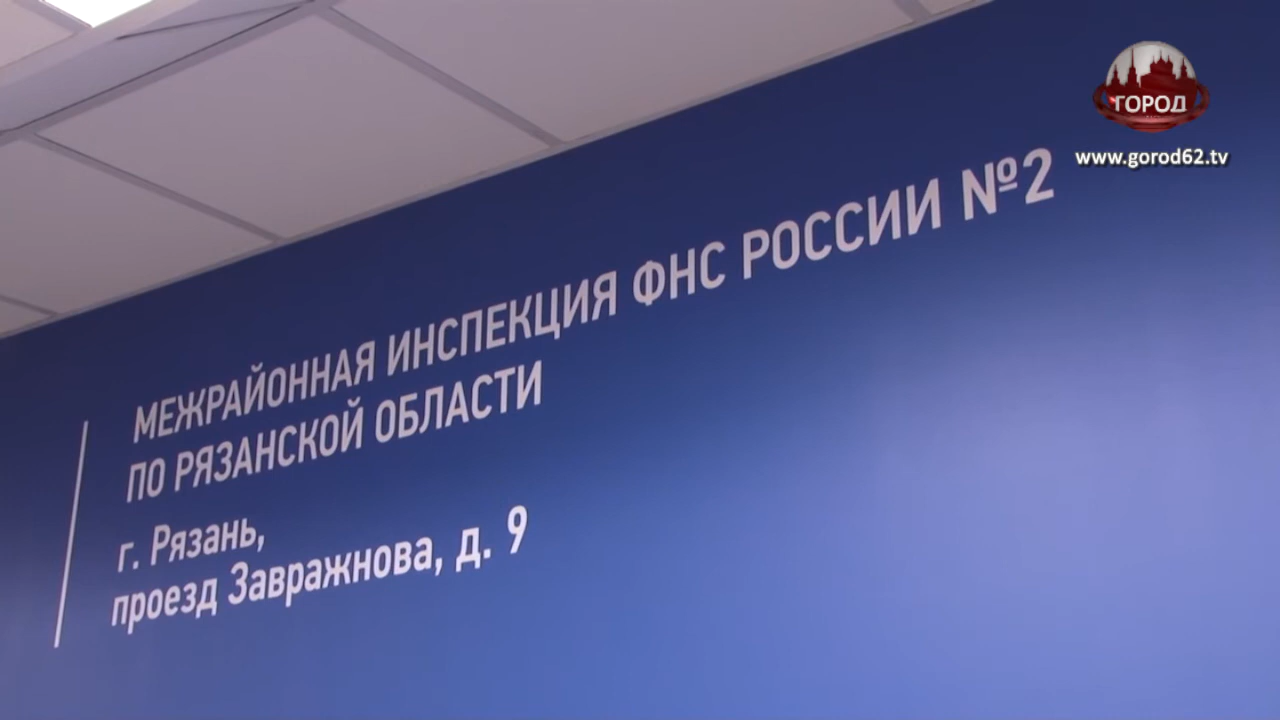 ГОРОД
www.gorod62.tv
МЕЖРАЙОННАЯ ИНСПЕКЦИЯ ФНС РОССИИ №2
ПО РЯЗАНСКОЙ ОБЛАСТИ
г. Рязань,
проезд Завражнова, д. 9